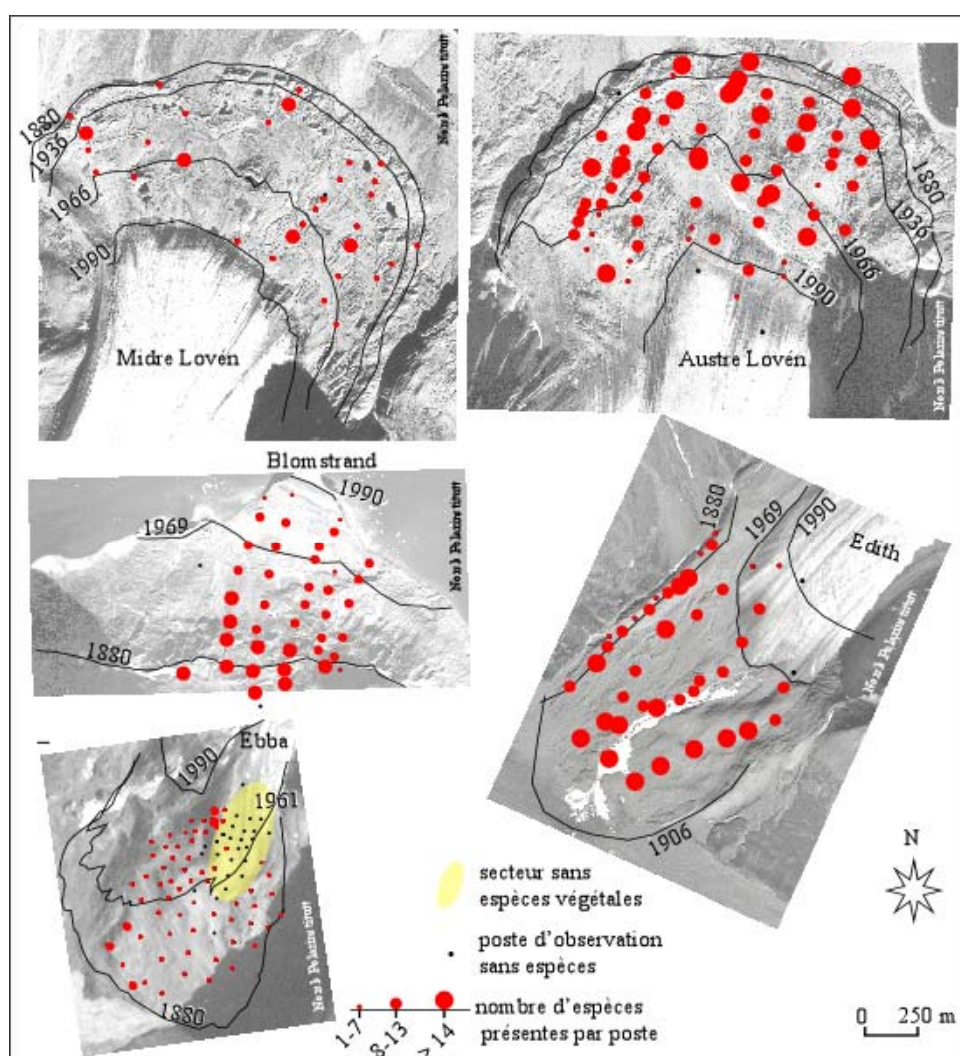 1880
1936
1966
1990
Midre Lovén
1880
1936
1966
1990
Austre Lovén
Blomstrand
1990
1969
1880
1880
1969
1990
Edith
1906
Ebba
1990
1961
1880
secteur sans
espèces végétales
poste d'observation
sans espèces
nombre d'espèces
présentes par poste
1-7
8-13
> 14
N
0 250 m